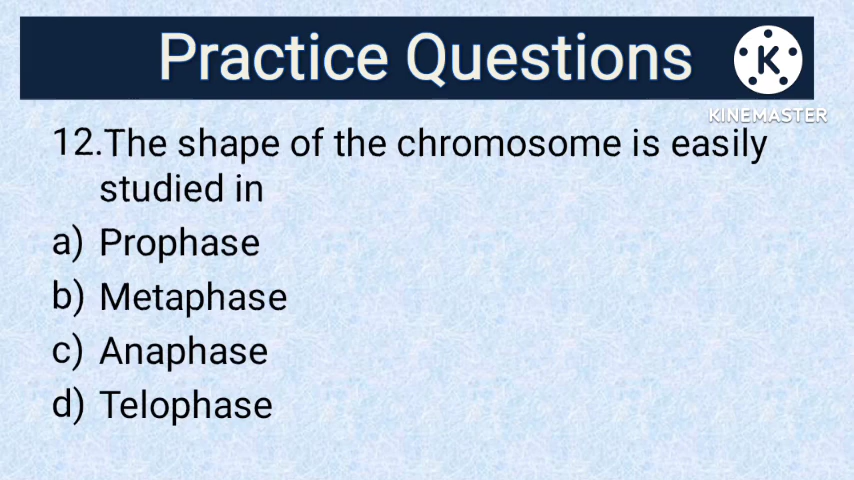 Practice Questions
K
KINEMASTER
12.The shape of the chromosome is easily
studied in
a) Prophase
b) Metaphase
c) Anaphase
d) Telophase